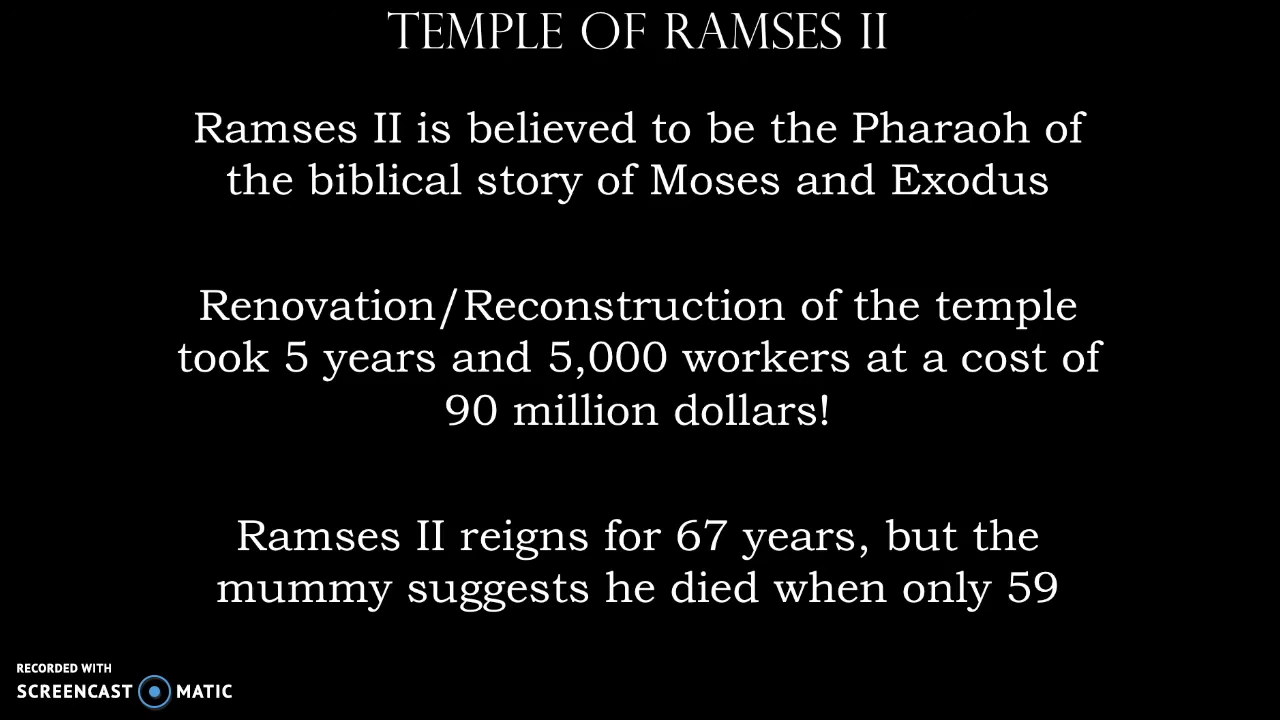 TEMPLE OF RAMSES II
Ramses II is believed to be the Pharaoh of
the biblical story of Moses and Exodus
Renovation/Reconstruction of the temple
took 5 years and 5,000 workers at a cost of
90 million dollars!
Ramses II reigns for 67 years, but the
mummy suggests he died when only 59
RECORDED WITH
SCREENCAST MATIC